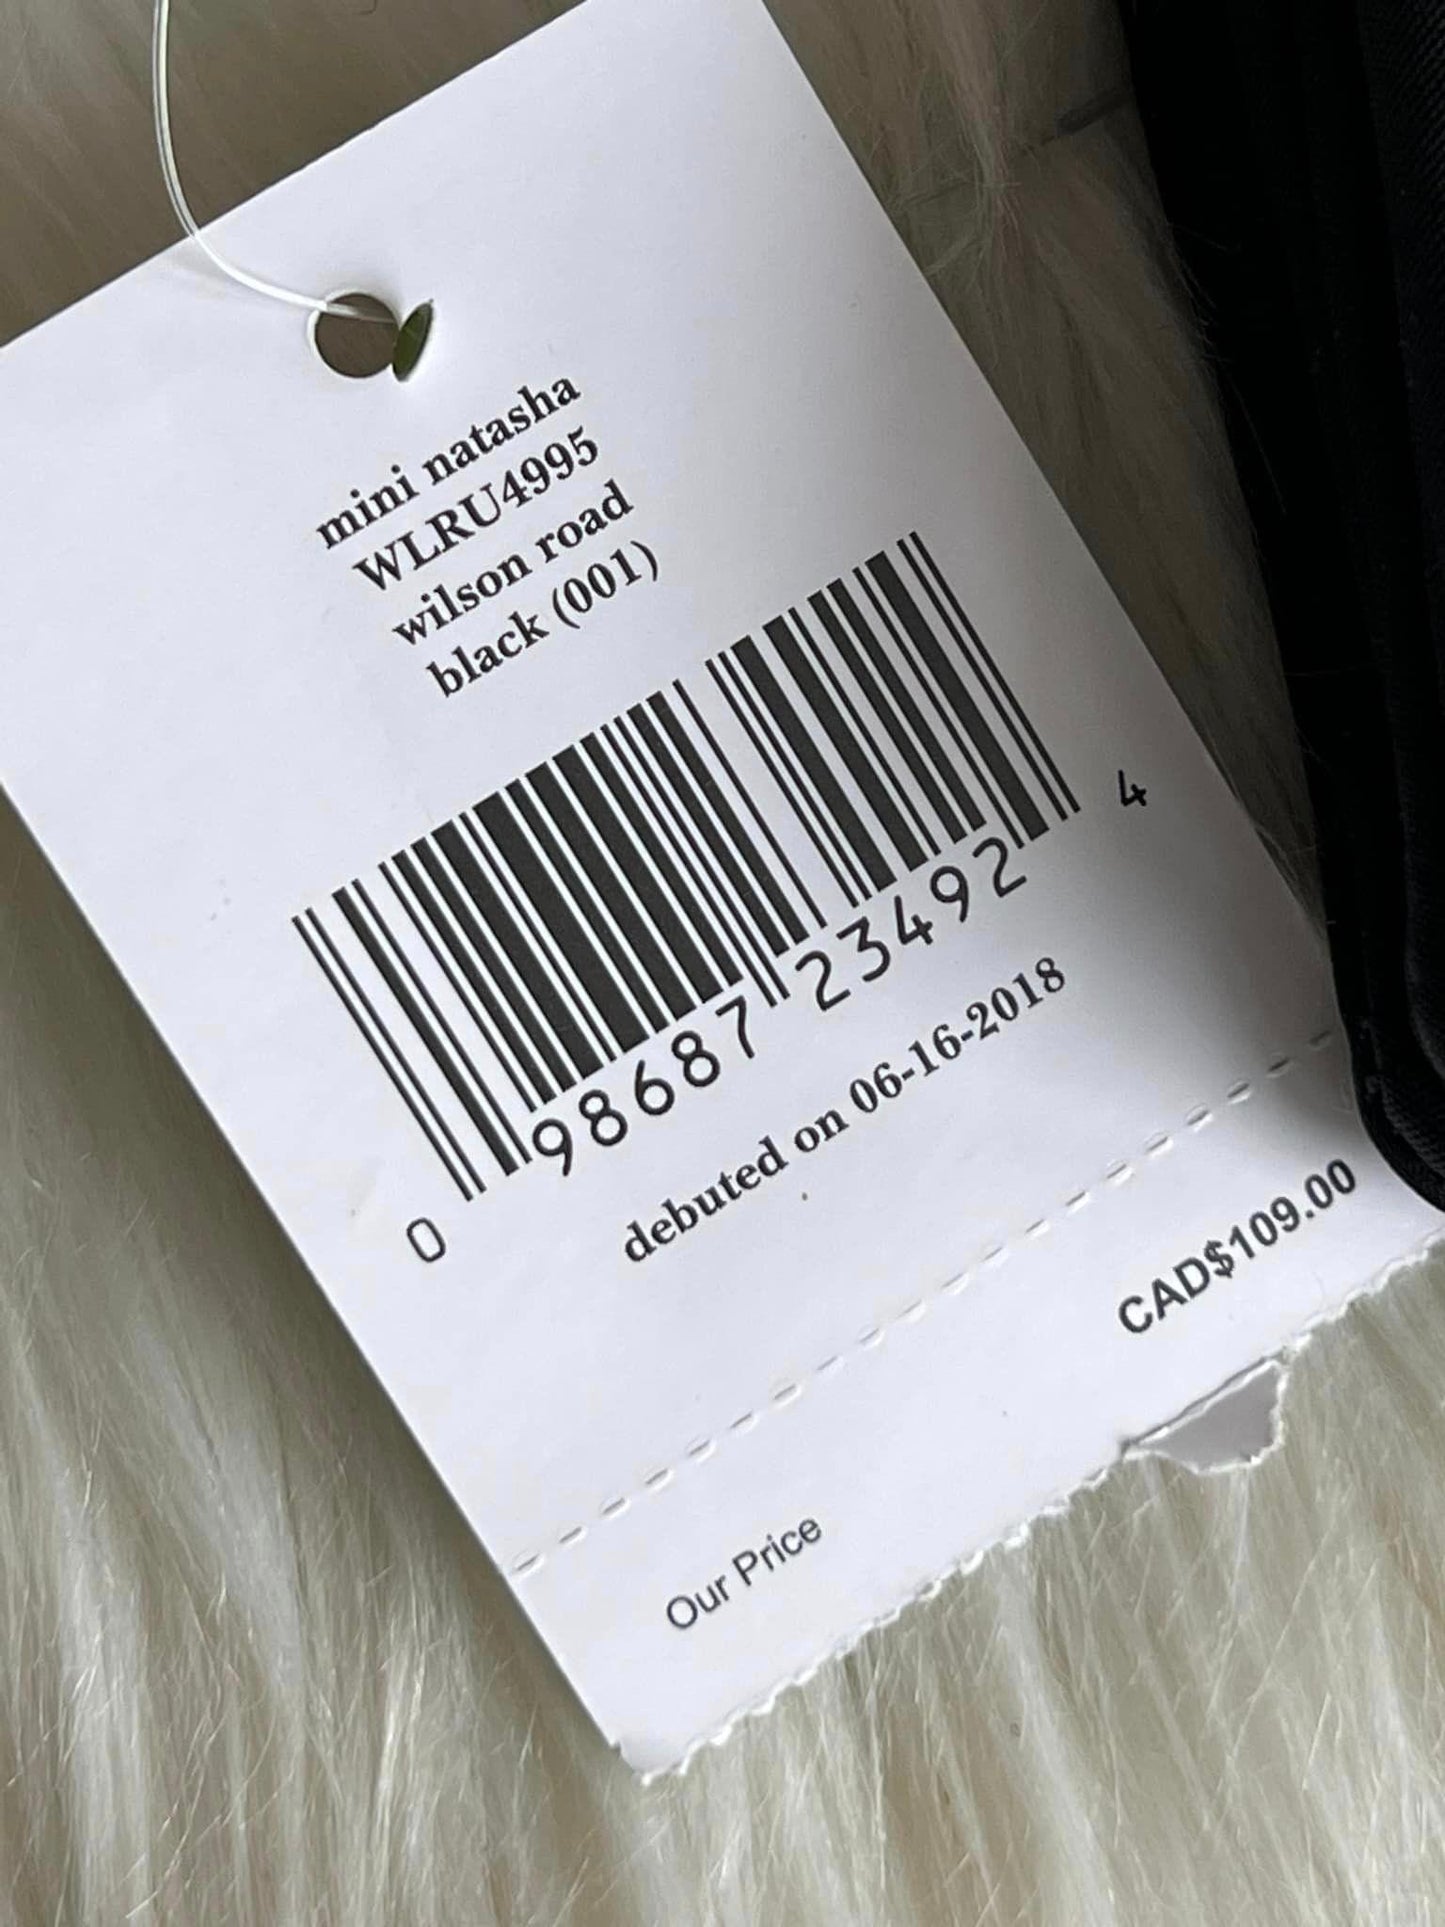 mini natasha
WLRU4995
wilson road
black (001)
0 98687 23492 4
debuted on 06-16-2018
CAD$109.00
Our Price